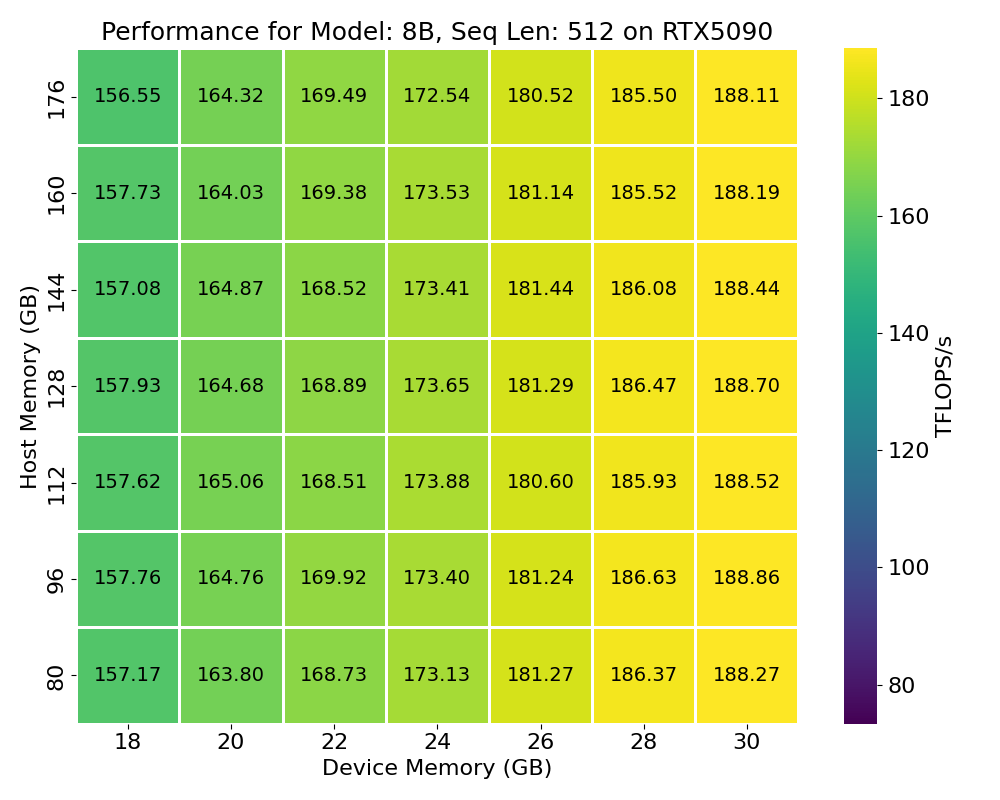 Performance for Model: 8B, Seq Len: 512 on RTX5090
176 156.55 164.32 169.49 172.54 180.52 185.50 188.11
160 157.73 164.03 169.38 173.53 181.14 185.52 188.19
144 157.08 164.87 168.52 173.41 181.44 186.08 188.44
128 157.93 164.68 168.89 173.65 181.29 186.47 188.70
112 157.62 165.06 168.51 173.88 180.60 185.93 188.52
96 157.76 164.76 169.92 173.40 181.24 186.63 188.86
80 157.17 163.80 168.73 173.13 181.27 186.37 188.27
18 20 22 24 26 28 30
Device Memory (GB)
Host Memory (GB)
180
160
140
120
100
80
TFLOPS/s